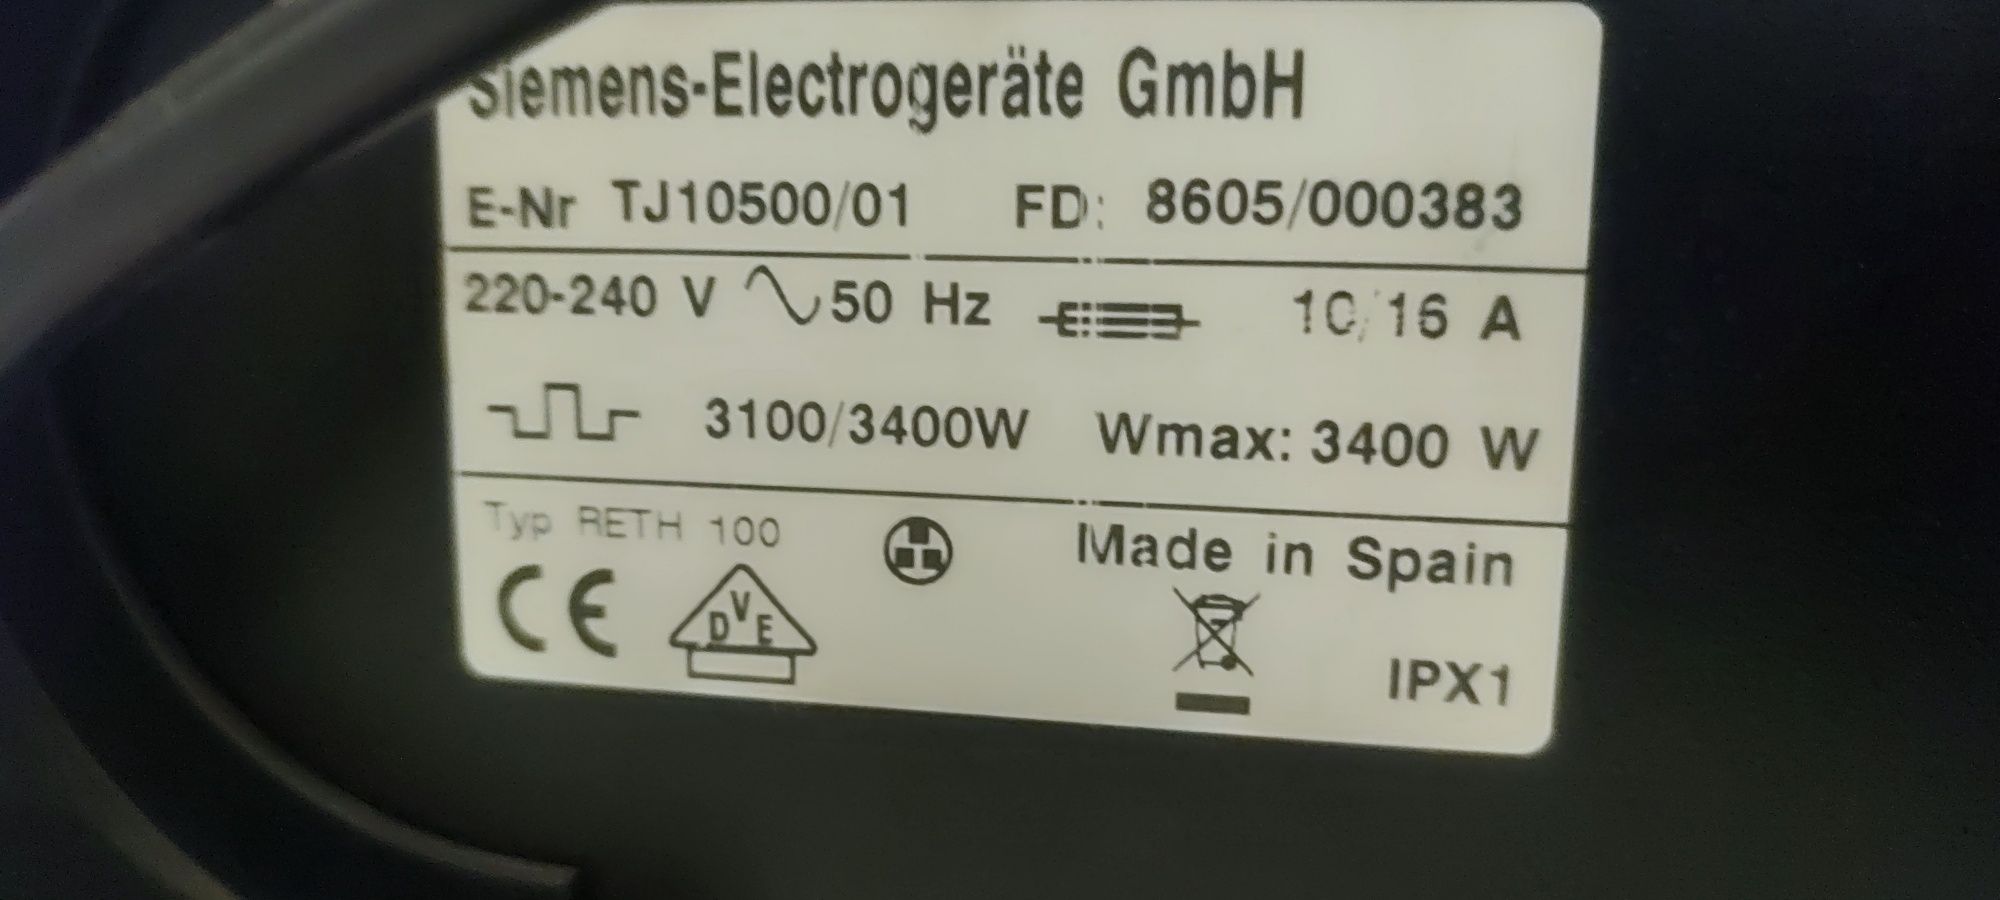 Siemens-Electrogeräte GmbH
E-Nr TJ10500/01 FD: 8605/000383
220-240 V 50 Hz 10/16 A
3100/3400W Wmax: 3400 W
Typ RETH 100 Made in Spain
CE DVE IPX1